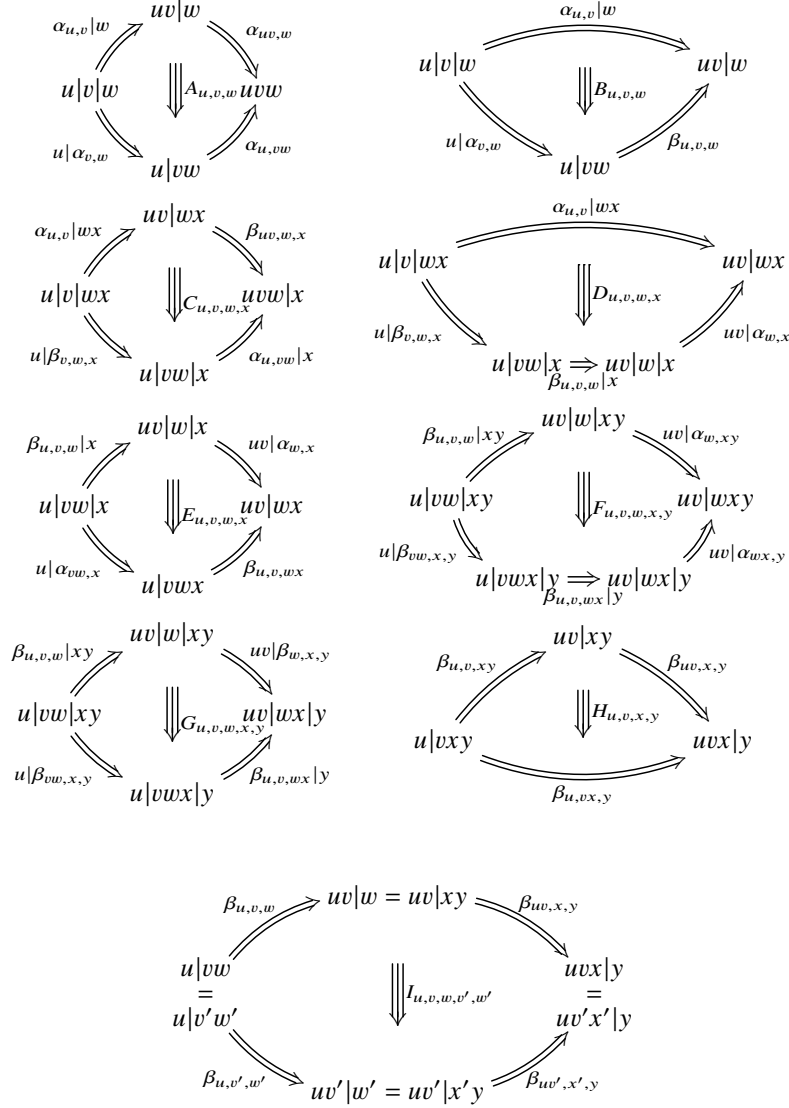 uv|w
α_{u,v}|w α_{uv,w}
u|v|w A_{u,v,w} uvw
u|α_{v,w} α_{u,vw}
u|vw
α_{u,v}|w
u|v|w uv|w
B_{u,v,w}
u|α_{v,w} β_{u,v,w}
u|vw
uv|wx
α_{u,v}|wx β_{uv,w,x}
u|v|wx C_{u,v,w,x} uvw|x
u|β_{v,w,x} α_{u,vw}|x
u|vw|x
α_{u,v}|wx
u|v|wx uv|wx
D_{u,v,w,x}
u|β_{v,w,x} uv|α_{w,x}
u|vw|x ⇒ uv|w|x
β_{u,v,w}|x
uv|w|x
β_{u,v,w}|x uv|α_{w,x}
u|vw|x E_{u,v,w,x} uv|wx
u|α_{vw,x} β_{u,v,wx}
u|vwx
uv|w|xy
β_{u,v,w}|xy uv|α_{w,xy}
u|vw|xy F_{u,v,w,x,y} uv|wxy
u|β_{vw,x,y} uv|α_{wx,y}
u|vwx|y ⇒ uv|wx|y
β_{u,v,wx}|y
uv|w|xy
β_{u,v,w}|xy uv|β_{w,x,y}
u|vw|xy G_{u,v,w,x,y} uv|wx|y
u|β_{vw,x,y} β_{u,v,wx}|y
u|vwx|y
uv|xy
β_{u,v,xy} β_{uv,x,y}
H_{u,v,x,y}
u|vxy uvx|y
β_{u,vx,y}
uv|w = uv|xy
β_{u,v,w} β_{uv,x,y}
u|vw uvx|y
= I_{u,v,w,v′,w′} =
u|v′w′ uv′x′|y
β_{u,v′,w′} β_{uv′,x′,y}
uv′|w′ = uv′|x′y